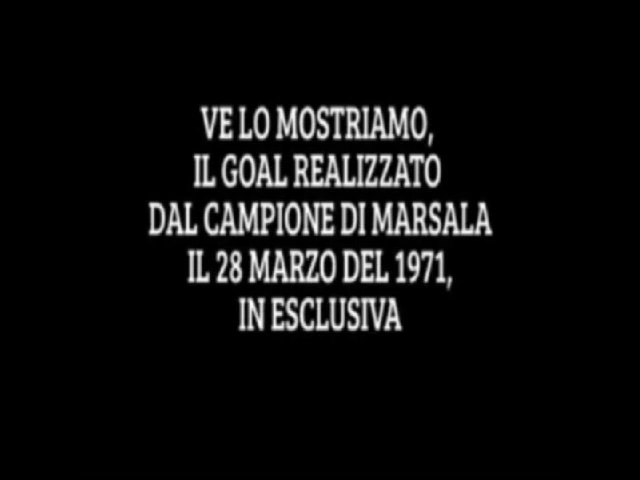 VE LO MOSTRIAMO,
IL GOAL REALIZZATO
DAL CAMPIONE DI MARSALA
IL 28 MARZO DEL 1971,
IN ESCLUSIVA